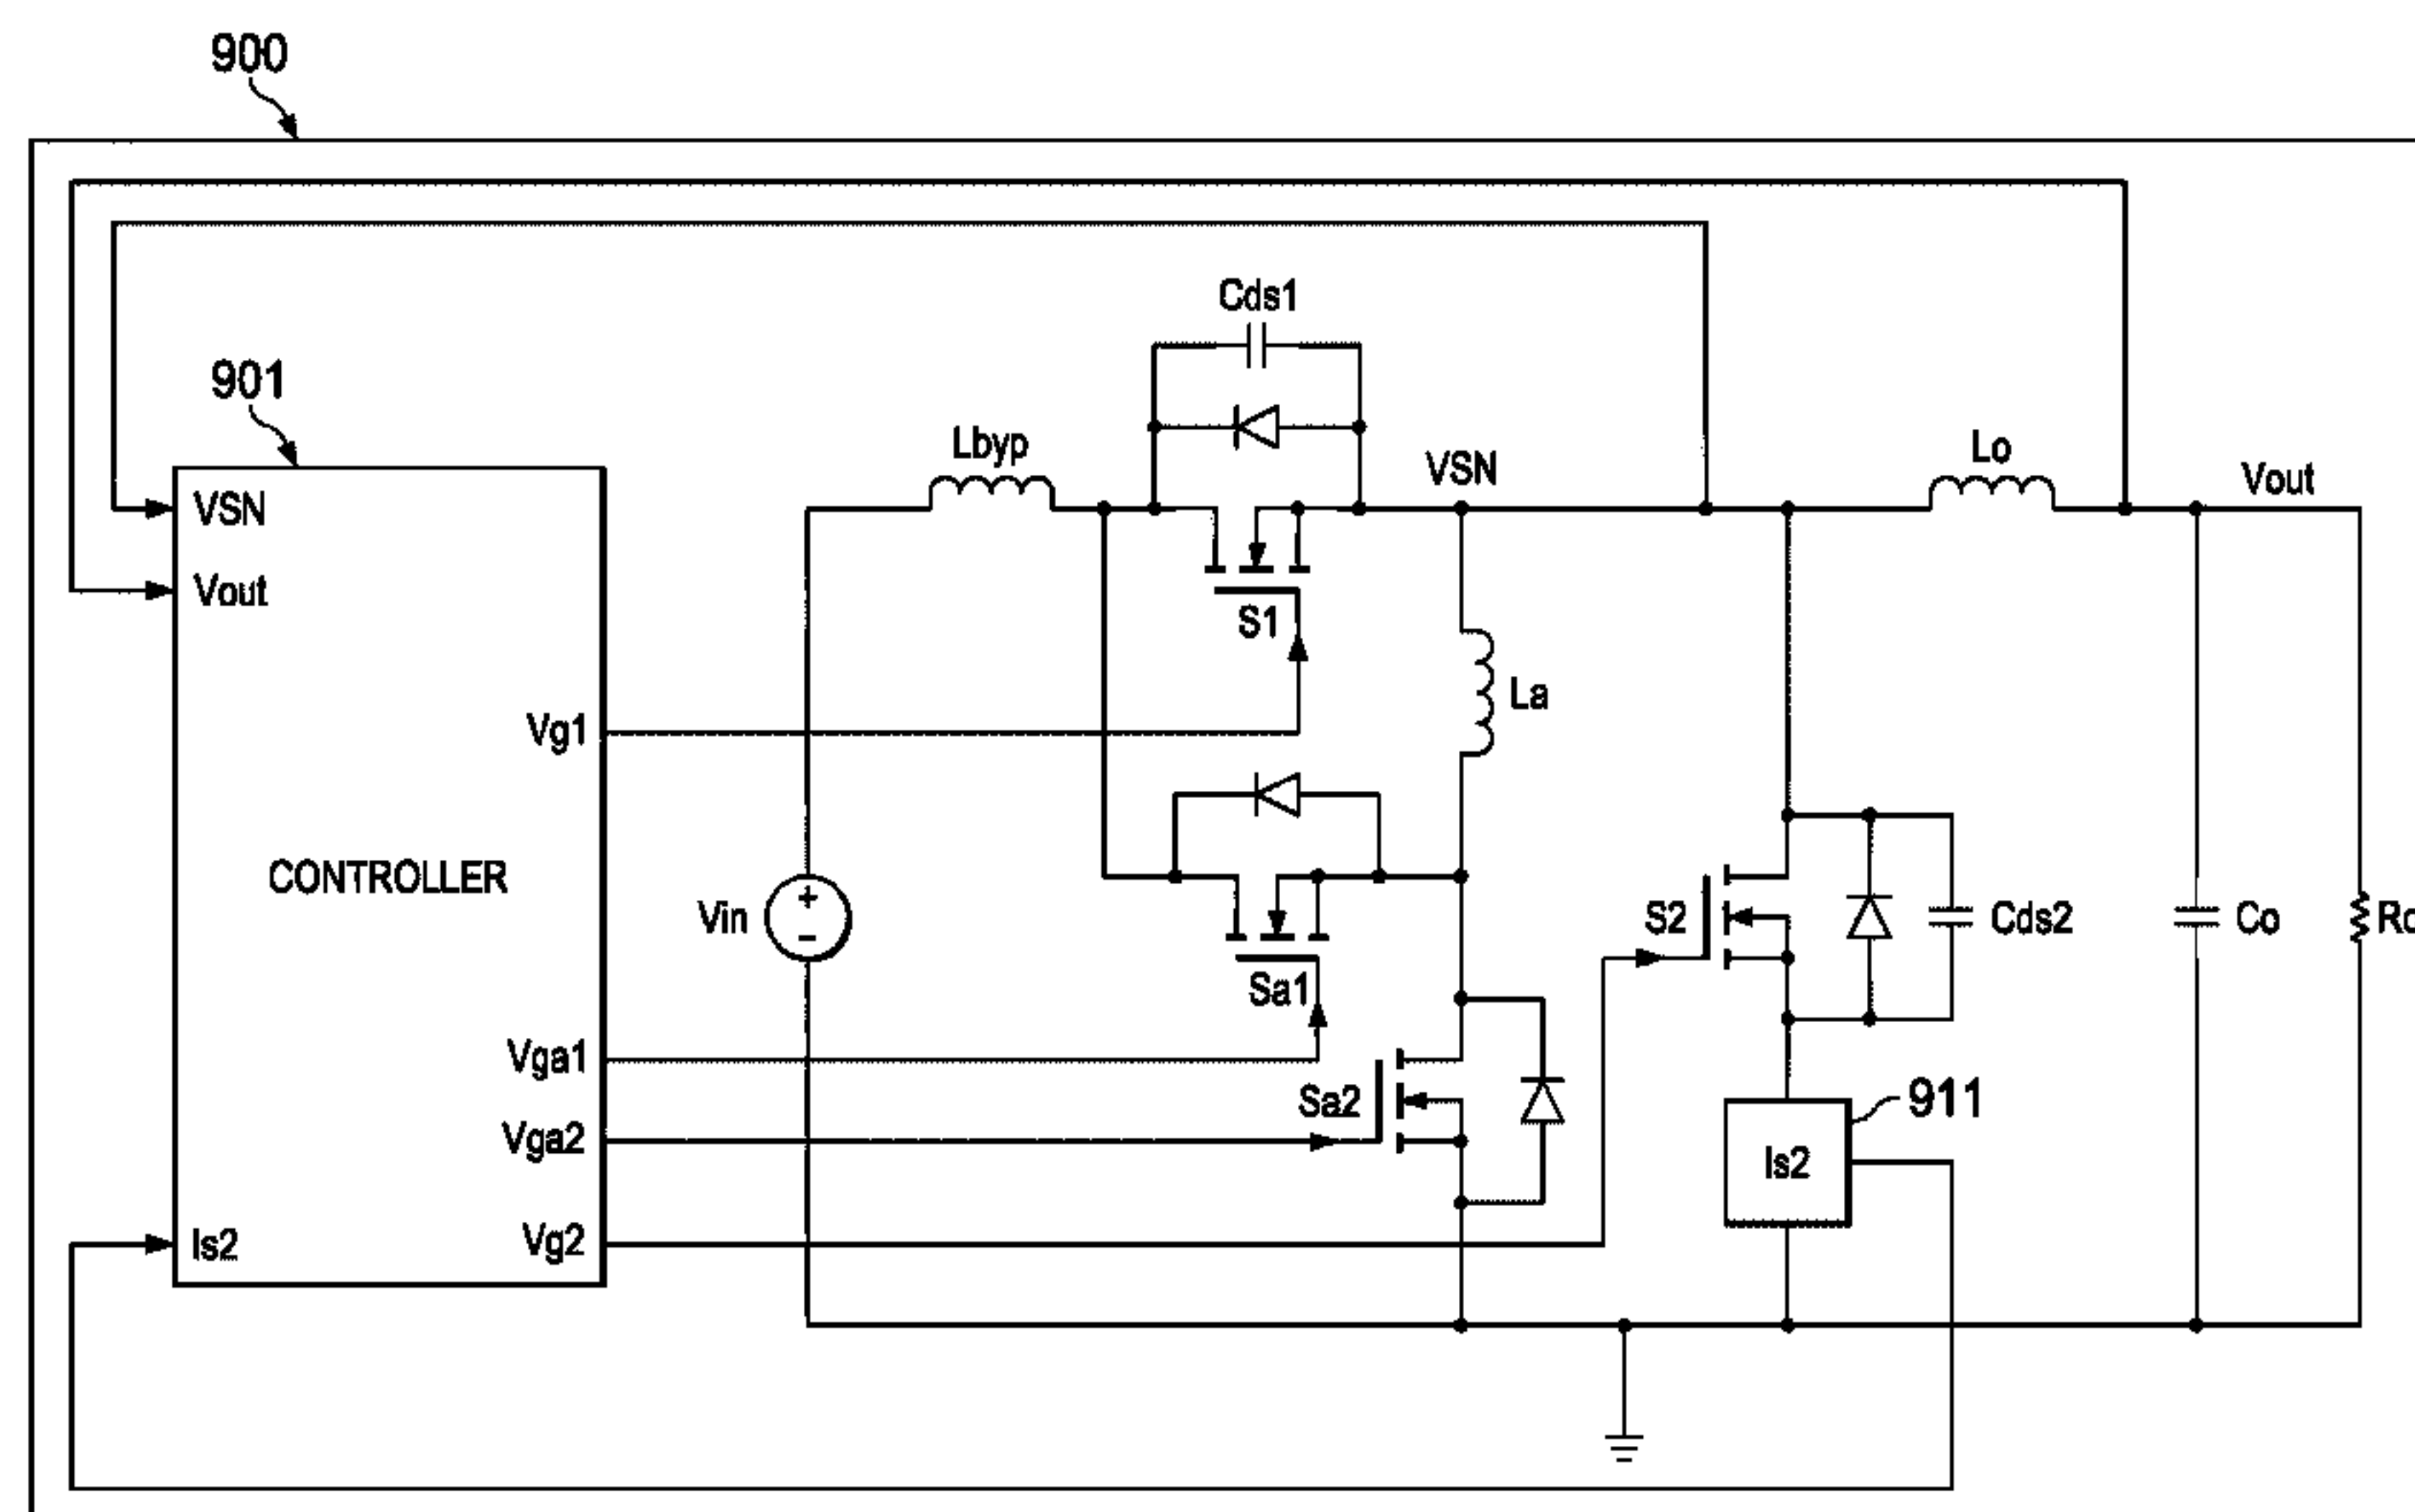 900
901
Cds1
Lbyp
VSN
Lo
Vout
VSN
Vout
S1
La
Vg1
CONTROLLER
Vin
+
-
Sa1
S2
Cds2
Co
Vga1
Sa2
911
Vga2
Is2
Is2
Vg2